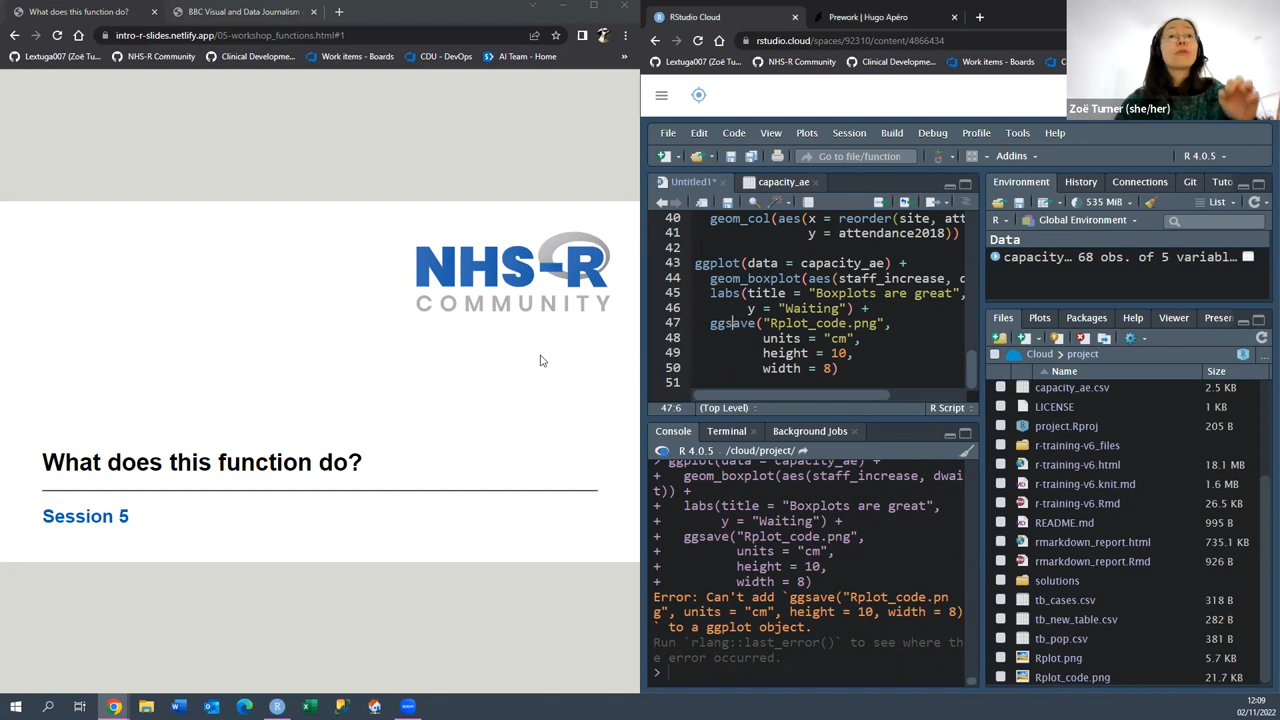 What does this function do?
BBC Visual and Data Journalism
intro-r-slides.netlify.app/05-workshop_functions.html#1
Lextuga007 (Zoë Tu...
NHS-R Community
Clinical Developme...
Work items - Boards
CDU - DevOps
AI Team - Home
»
NHS-R
COMMUNITY
What does this function do?
Session 5
RStudio Cloud
Prework | Hugo Apéro
rstudio.cloud/spaces/92310/content/4866434
Lextuga007 (Zoë Tu...
NHS-R Community
Clinical Developme...
Work items - Boards
Zoë Turner (she/her)
File Edit Code View Plots Session Build Debug Profile Tools Help
Go to file/function
Addins
R 4.0.5
Untitled1*
capacity_ae
40 geom_col(aes(x = reorder(site, att
41 y = attendance2018))
42
43 ggplot(data = capacity_ae) +
44 geom_boxplot(aes(staff_increase, d
45 labs(title = "Boxplots are great",
46 y = "Waiting") +
47 ggsave("Rplot_code.png",
48 units = "cm",
49 height = 10,
50 width = 8)
51
47:6 (Top Level) R Script
Console Terminal Background Jobs
R 4.0.5 . /cloud/project/
> ggplot(data = capacity_ae) +
+ geom_boxplot(aes(staff_increase, dwai
t)) +
+ labs(title = "Boxplots are great",
+ y = "Waiting") +
+ ggsave("Rplot_code.png",
+ units = "cm",
+ height = 10,
+ width = 8)
Error: Can't add `ggsave("Rplot_code.pn
g", units = "cm", height = 10, width = 8)
` to a ggplot object.
Run `rlang::last_error()` to see where th
e error occurred.
>
Environment History Connections Git Tuto
535 MiB
List
R
Global Environment
Data
capacity... 68 obs. of 5 variabl...
Files Plots Packages Help Viewer Presen
Cloud project
...
Name Size
capacity_ae.csv 2.5 KB
LICENSE 1 KB
project.Rproj 205 B
r-training-v6_files
r-training-v6.html 18.1 MB
r-training-v6.knit.md 1.6 MB
r-training-v6.Rmd 26.5 KB
README.md 995 B
rmarkdown_report.html 735.1 KB
rmarkdown_report.Rmd 926 B
solutions
tb_cases.csv 318 B
tb_new_table.csv 282 B
tb_pop.csv 381 B
Rplot.png 5.7 KB
Rplot_code.png 21.7 KB
12:09
02/11/2022